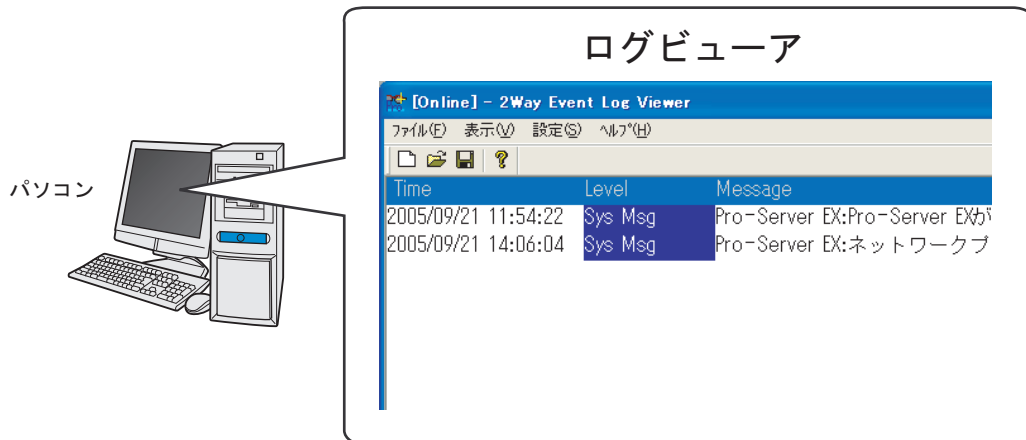 ログビューア
[Online] - 2Way Event Log Viewer
ファイル(F) 表示(V) 設定(S) ヘルプ(H)
パソコン
Time Level Message
2005/09/21 11:54:22 Sys Msg Pro-Server EX:Pro-Server EXが
2005/09/21 14:06:04 Sys Msg Pro-Server EX:ネットワークプ